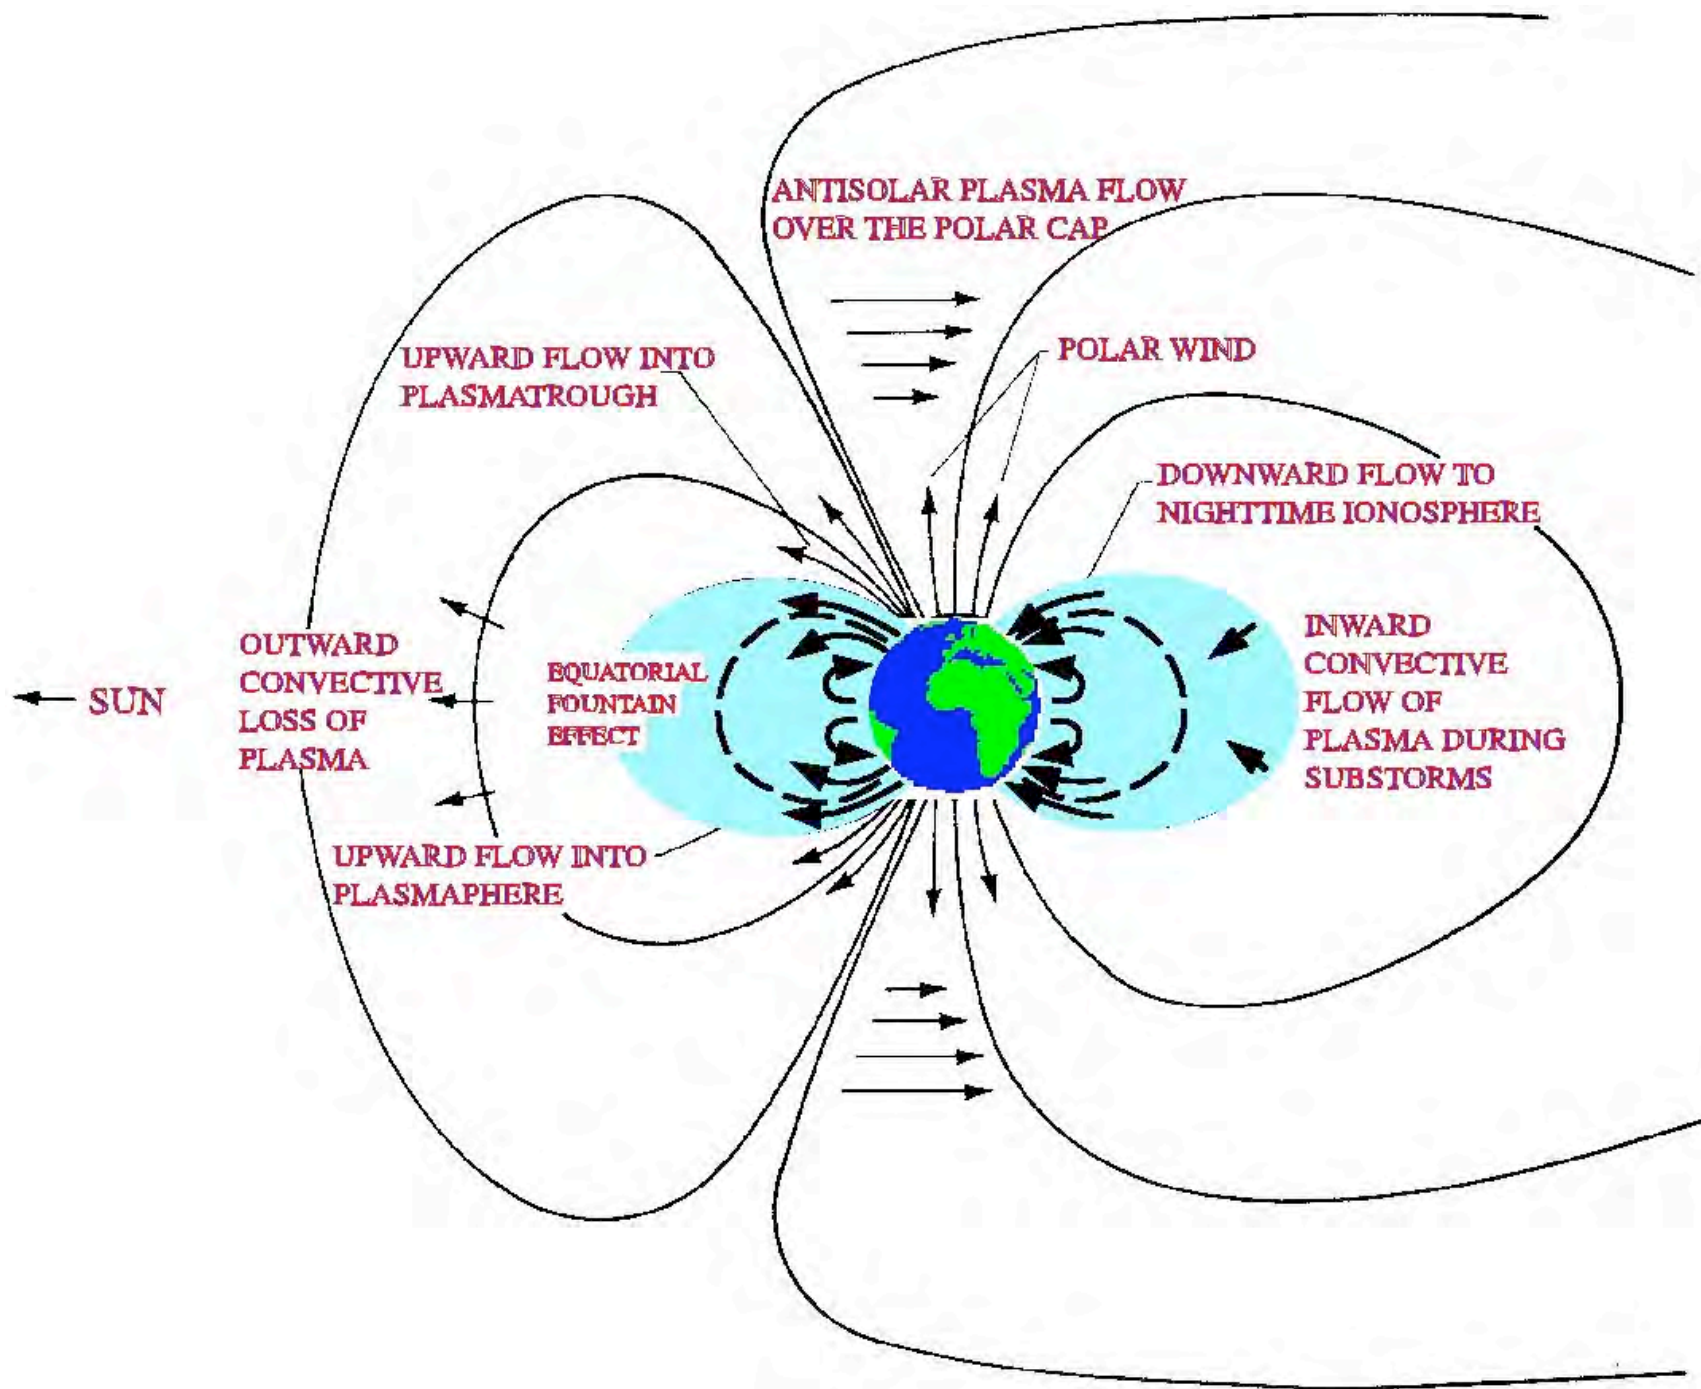 ANTISOLAR PLASMA FLOW
OVER THE POLAR CAP
UPWARD FLOW INTO
PLASMATROUGH
POLAR WIND
DOWNWARD FLOW TO
NIGHTTIME IONOSPHERE
SUN
OUTWARD
CONVECTIVE
LOSS OF
PLASMA
EQUATORIAL
FOUNTAIN
EFFECT
INWARD
CONVECTIVE
FLOW OF
PLASMA DURING
SUBSTORMS
UPWARD FLOW INTO
PLASMAPHERE